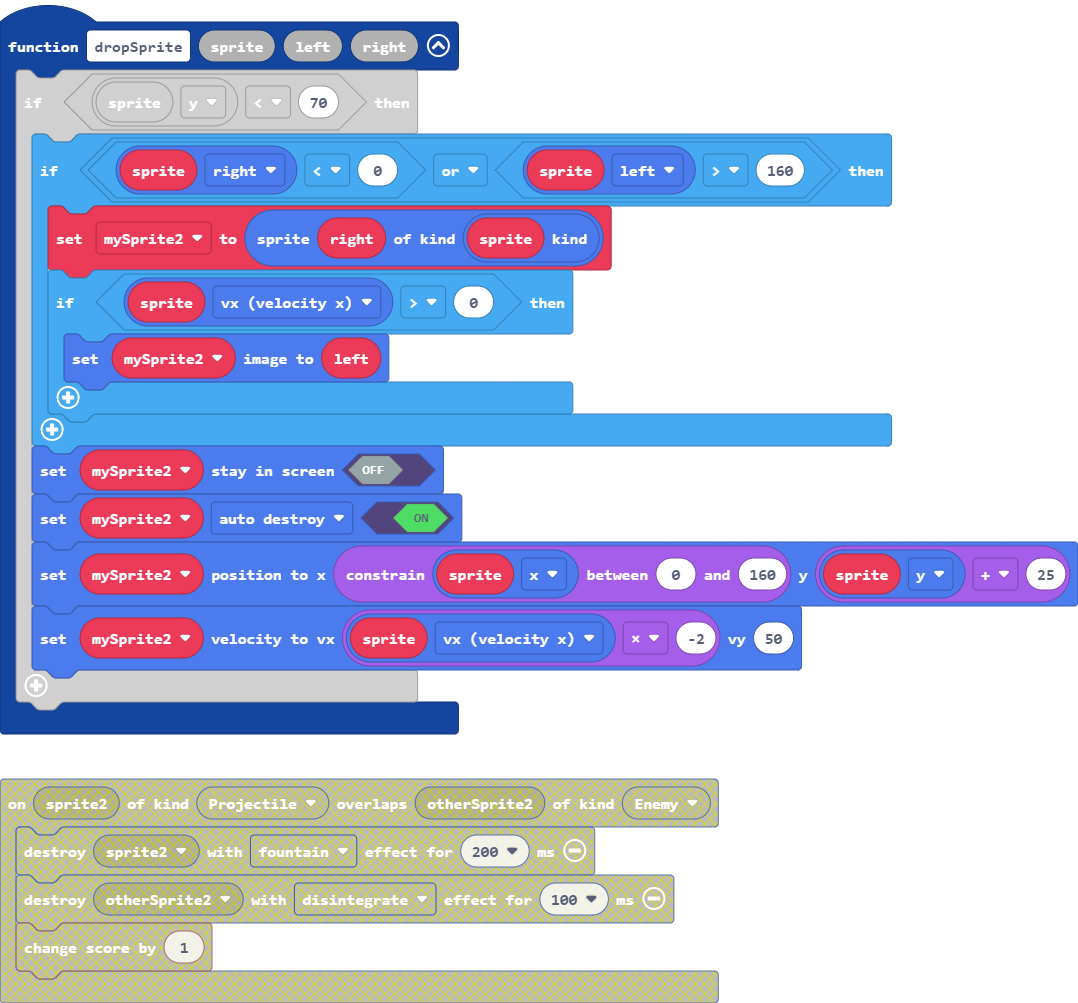 function dropSprite sprite left right
if sprite y < 70 then
if sprite right < 0 or sprite left > 160 then
set mySprite2 to sprite right of kind sprite kind
if sprite vx (velocity x) > 0 then
set mySprite2 image to left
set mySprite2 stay in screen OFF
set mySprite2 auto destroy ON
set mySprite2 position to x constrain sprite x between 0 and 160 y sprite y + 25
set mySprite2 velocity to vx sprite vx (velocity x) × -2 vy 50
on sprite2 of kind Projectile overlaps otherSprite2 of kind Enemy
destroy sprite2 with fountain effect for 200 ms
destroy otherSprite2 with disintegrate effect for 100 ms
change score by 1